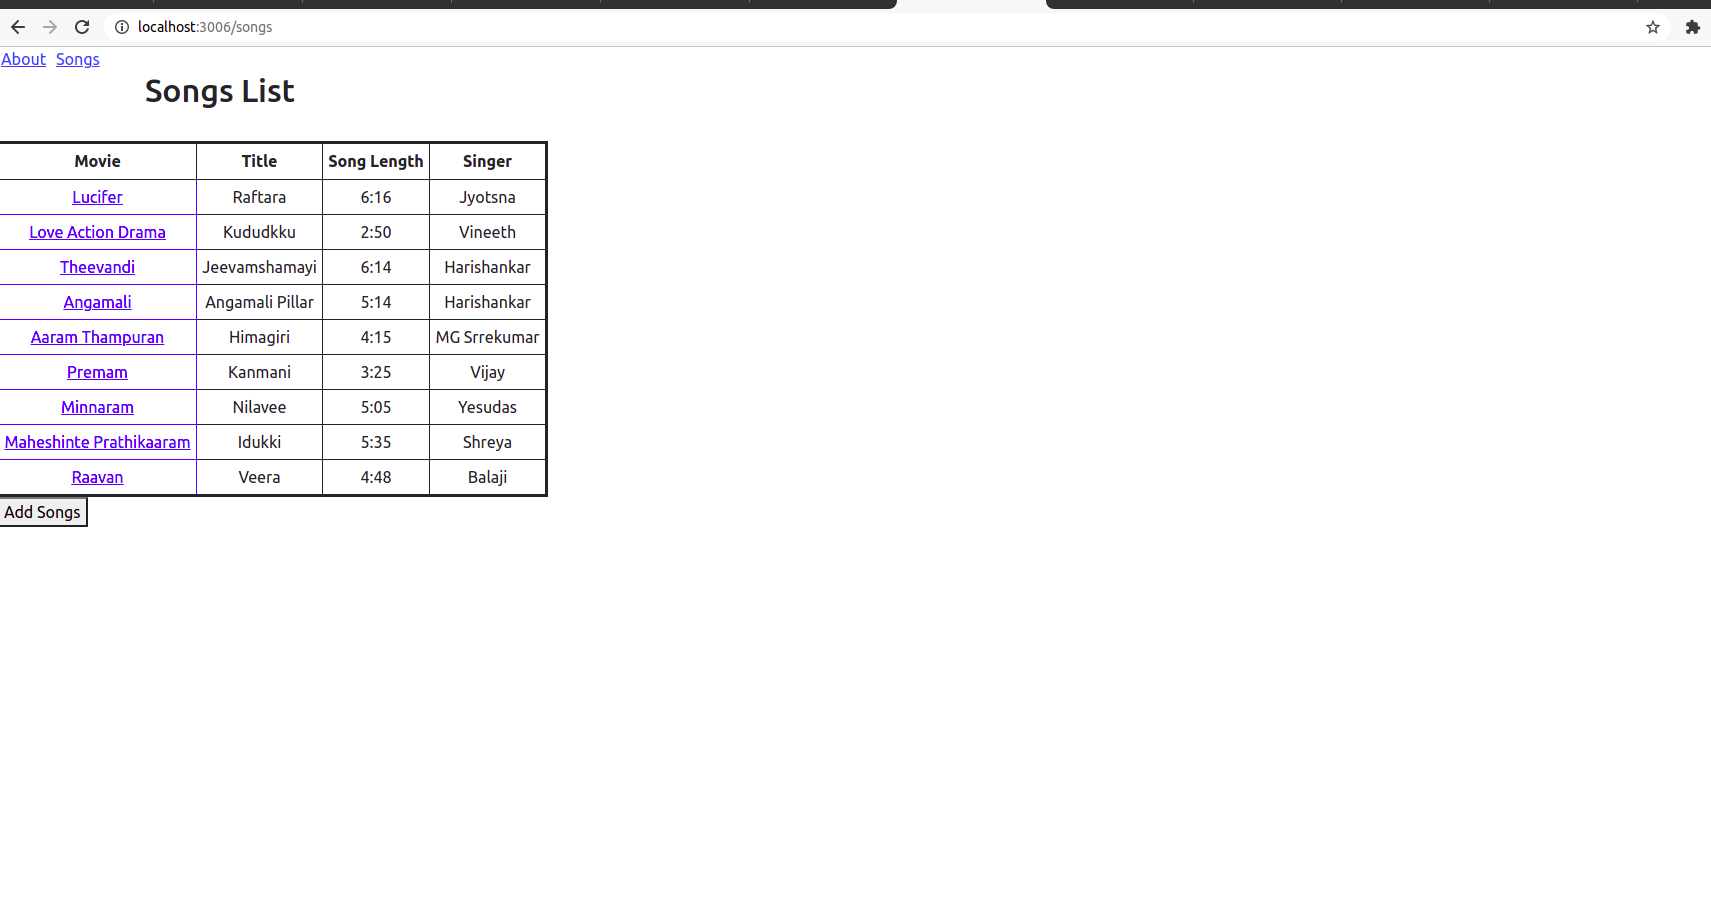 localhost:3006/songs
About Songs
Songs List
Movie Title Song Length Singer
Lucifer Raftara 6:16 Jyotsna
Love Action Drama Kududkku 2:50 Vineeth
Theevandi Jeevamshamayi 6:14 Harishankar
Angamali Angamali Pillar 5:14 Harishankar
Aaram Thampuran Himagiri 4:15 MG Srrekumar
Premam Kanmani 3:25 Vijay
Minnaram Nilavee 5:05 Yesudas
Maheshinte Prathikaaram Idukki 5:35 Shreya
Raavan Veera 4:48 Balaji
Add Songs